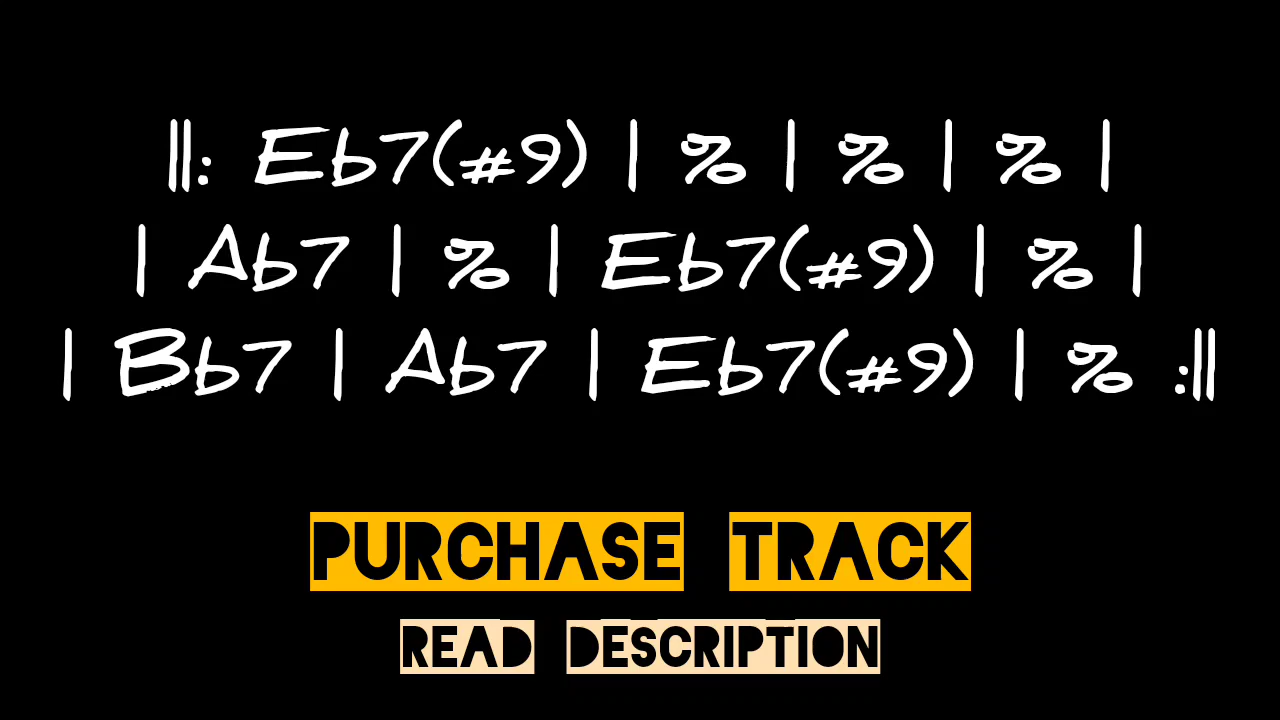 ||: Eb7(#9) | % | % | % |
| Ab7 | % | Eb7(#9) | % |
| Bb7 | Ab7 | Eb7(#9) | % :||
PURCHASE TRACK
READ DESCRIPTION